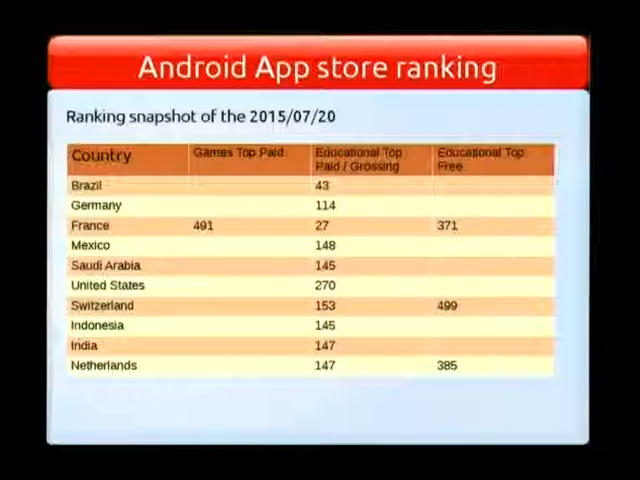 Android App store ranking
Ranking snapshot of the 2015/07/20
Country Games Top Paid Educational Top Paid / Grossing Educational Top Free
Brazil 43
Germany 114
France 491 27 371
Mexico 148
Saudi Arabia 145
United States 270
Switzerland 153 499
Indonesia 145
India 147
Netherlands 147 385